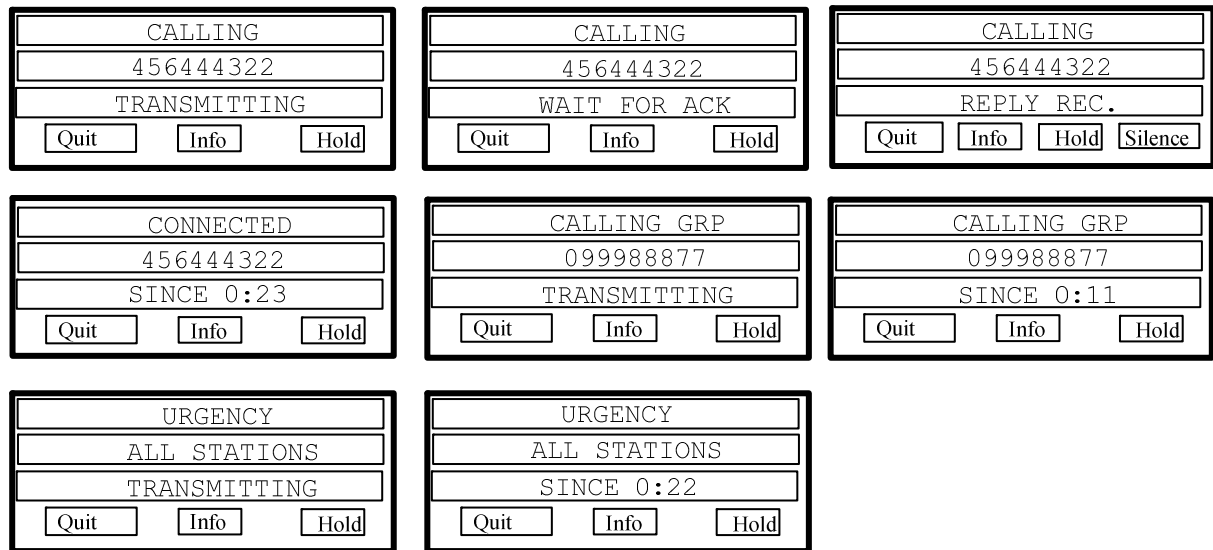 CALLING
456444322
TRANSMITTING
Quit Info Hold
CALLING
456444322
WAIT FOR ACK
Quit Info Hold
CALLING
456444322
REPLY REC.
Quit Info Hold Silence
CONNECTED
456444322
SINCE 0:23
Quit Info Hold
CALLING GRP
099988877
TRANSMITTING
Quit Info Hold
CALLING GRP
099988877
SINCE 0:11
Quit Info Hold
URGENCY
ALL STATIONS
TRANSMITTING
Quit Info Hold
URGENCY
ALL STATIONS
SINCE 0:22
Quit Info Hold